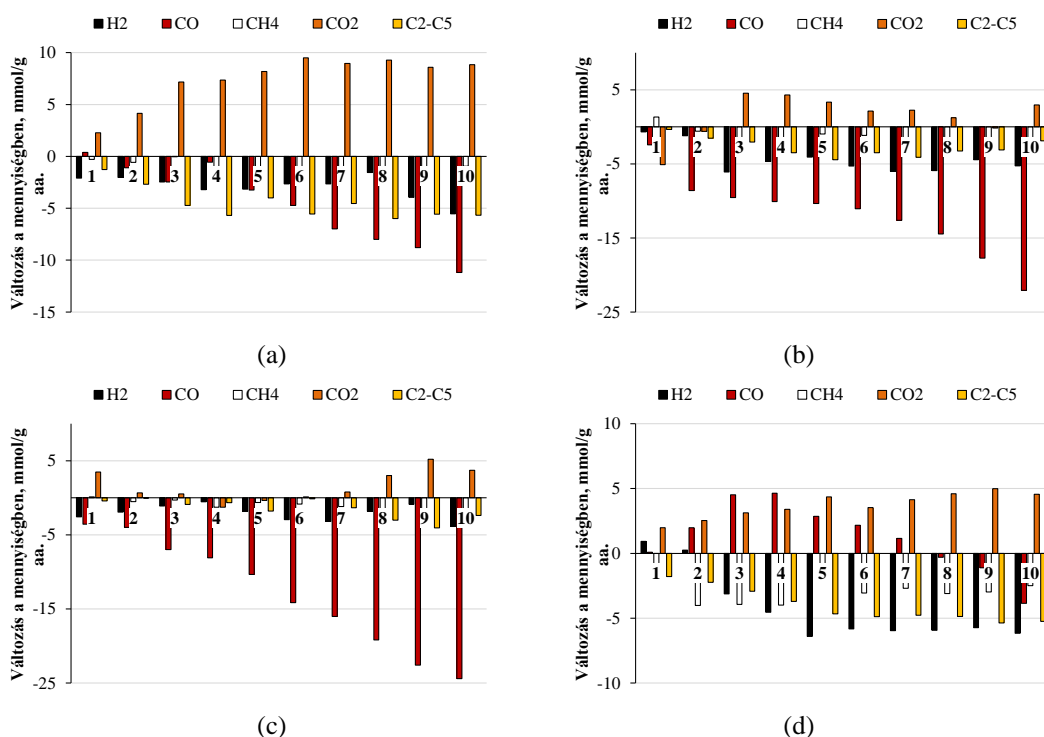 H2 CO CH4 CO2 C2-C5
Változás a mennyiségben, mmol/g
aa.
10
5
0
-5
-10
-15
1 2 3 4 5 6 7 8 9 10
(a)
H2 CO CH4 CO2 C2-C5
Változás a mennyiségben, mmol/g
aa.
5
-5
-15
-25
1 2 3 4 5 6 7 8 9 10
(b)
H2 CO CH4 CO2 C2-C5
Változás a mennyiségben, mmol/g
aa.
5
-5
-15
-25
1 2 3 4 5 6 7 8 9 10
(c)
H2 CO CH4 CO2 C2-C5
Változás a mennyiségben, mmol/g
aa.
10
5
0
-5
-10
1 2 3 4 5 6 7 8 9 10
(d)